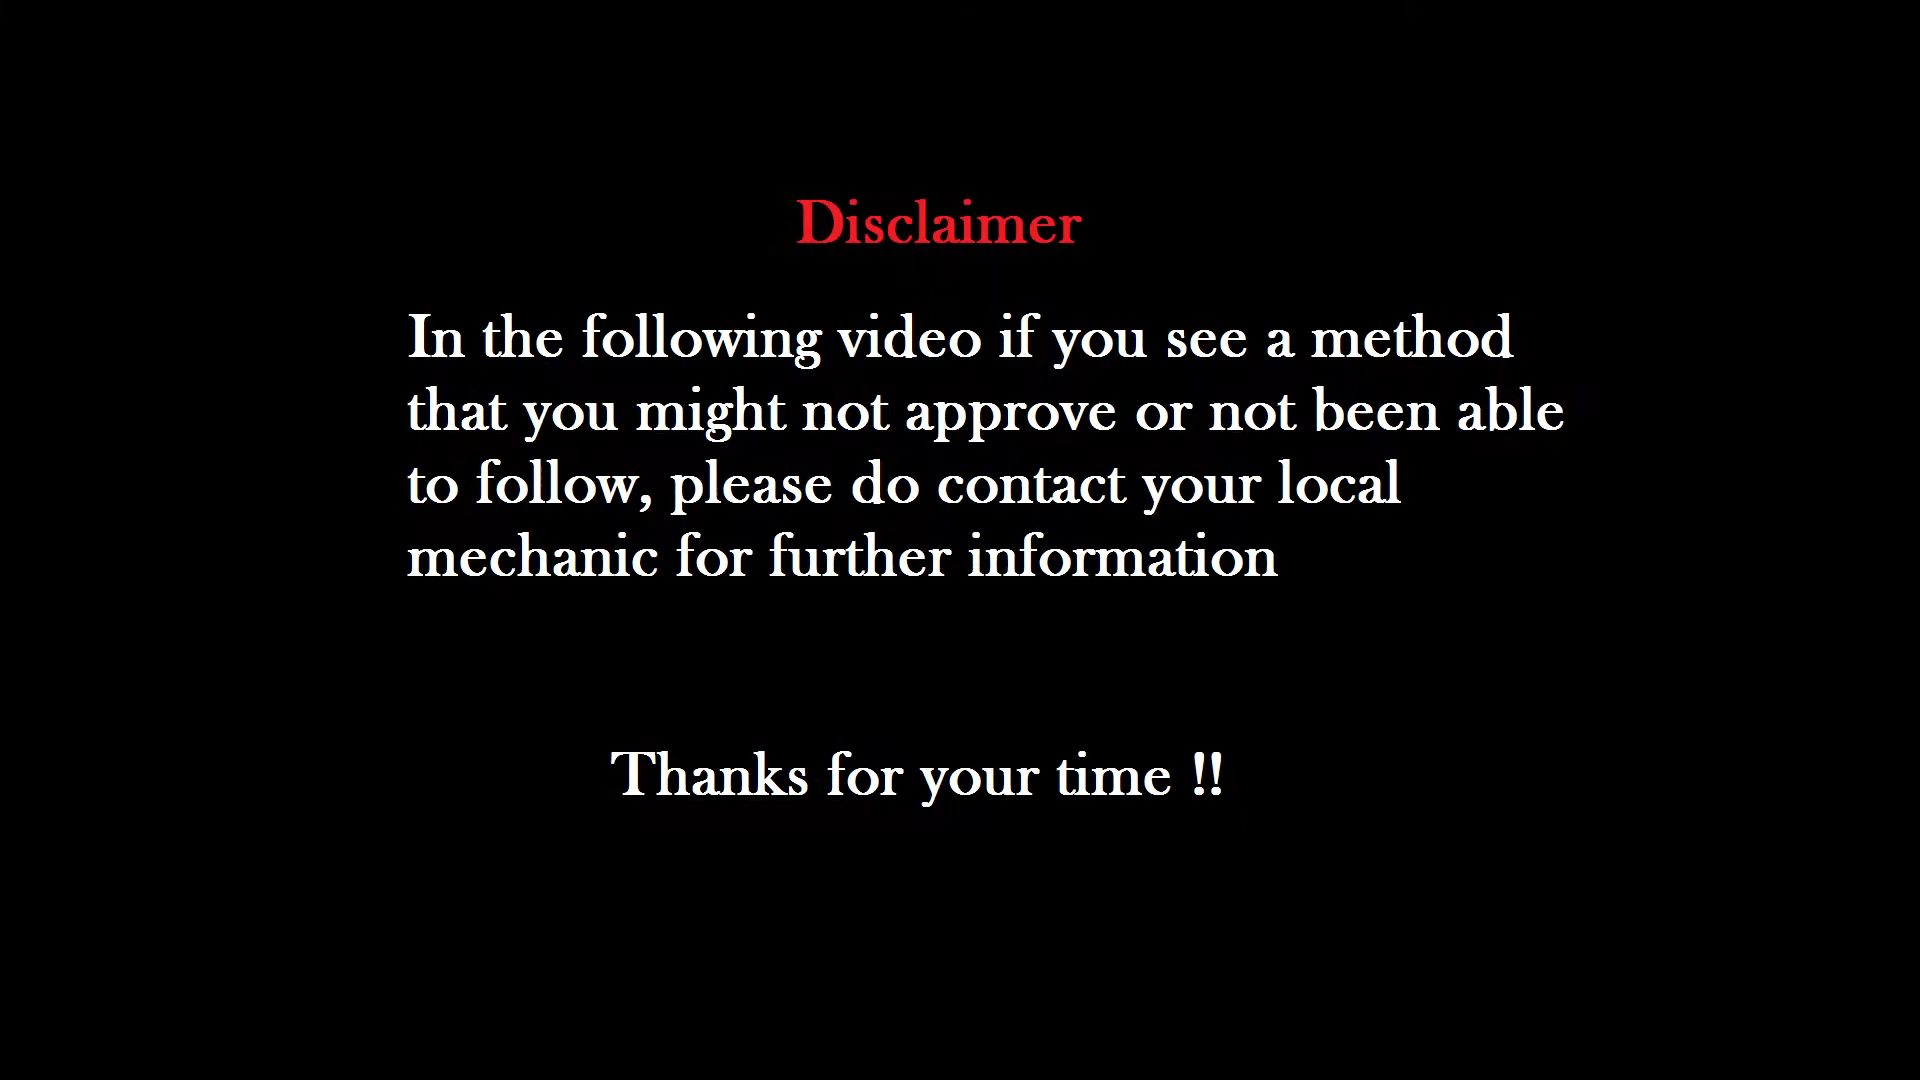 Disclaimer
In the following video if you see a method
that you might not approve or not been able
to follow, please do contact your local
mechanic for further information
Thanks for your time !!